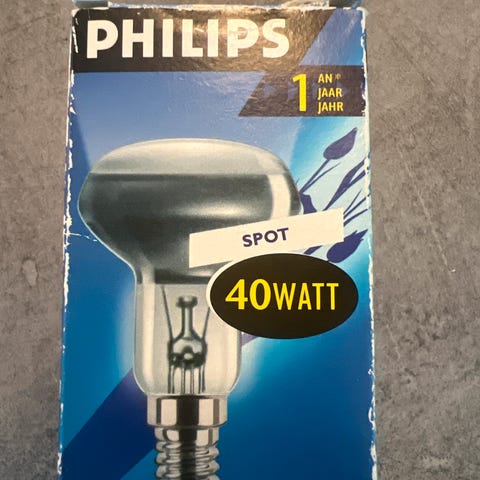 PHILIPS
1 AN*
JAAR
JAHR
SPOT
40WATT